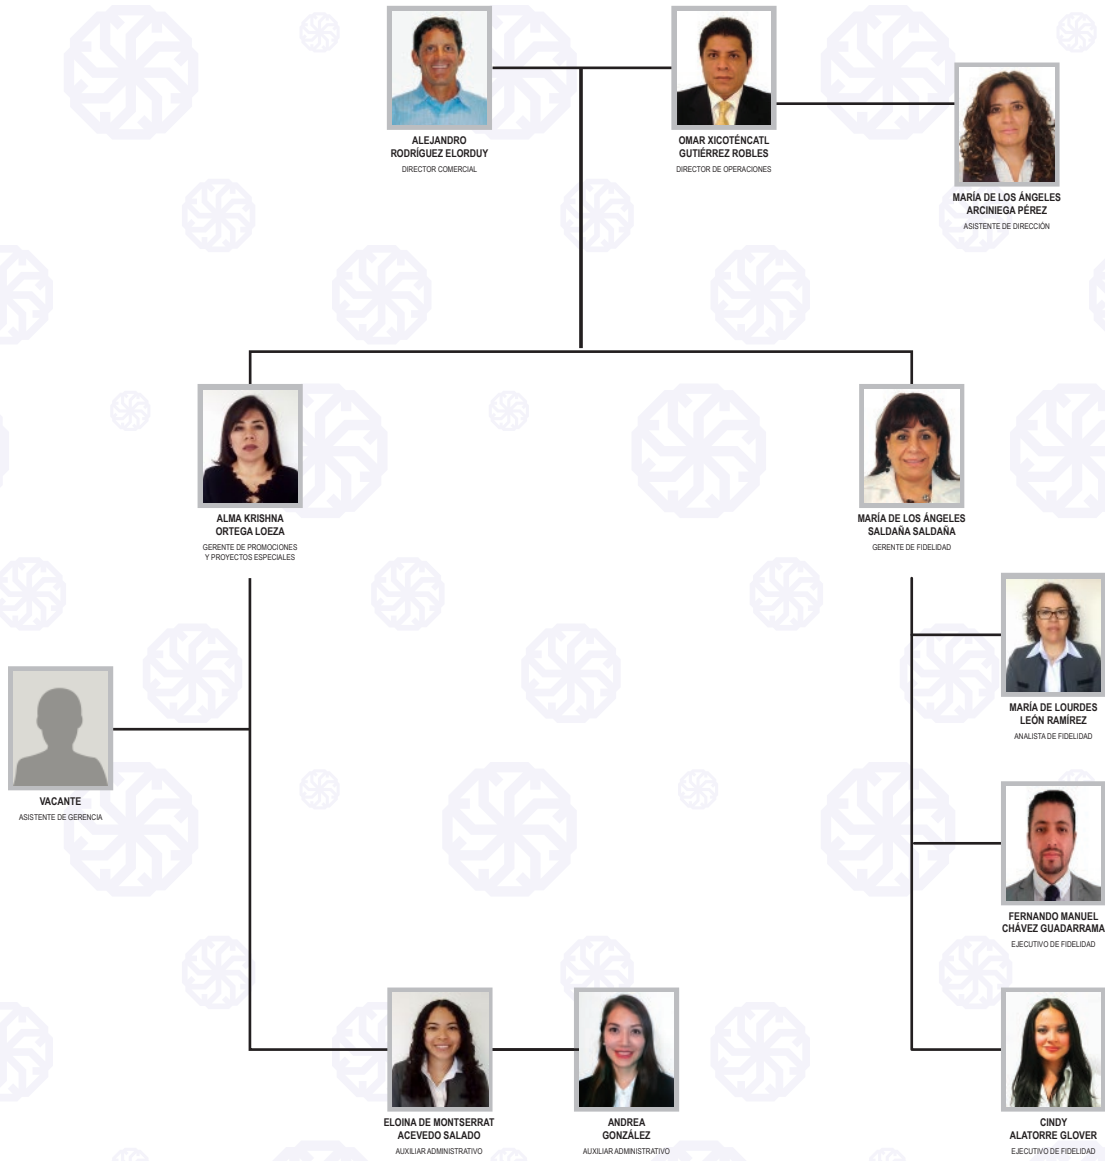 ALEJANDRO
RODRÍGUEZ ELORDUY
DIRECTOR COMERCIAL
OMAR XICOTÉNCATL
GUTIÉRREZ ROBLES
DIRECTOR DE OPERACIONES
MARÍA DE LOS ÁNGELES
ARCINIEGA PÉREZ
ASISTENTE DE DIRECCIÓN
ALMA KRISHNA
ORTEGA LOEZA
GERENTE DE PROMOCIONES
Y PROYECTOS ESPECIALES
MARÍA DE LOS ÁNGELES
SALDAÑA SALDAÑA
GERENTE DE FIDELIDAD
MARÍA DE LOURDES
LEÓN RAMÍREZ
ANALISTA DE FIDELIDAD
VACANTE
ASISTENTE DE GERENCIA
FERNANDO MANUEL
CHÁVEZ GUADARRAMA
EJECUTIVO DE FIDELIDAD
ELOINA DE MONTSERRAT
ACEVEDO SALADO
AUXILIAR ADMINISTRATIVO
ANDREA
GONZÁLEZ
AUXILIAR ADMINISTRATIVO
CINDY
ALATORRE GLOVER
EJECUTIVO DE FIDELIDAD